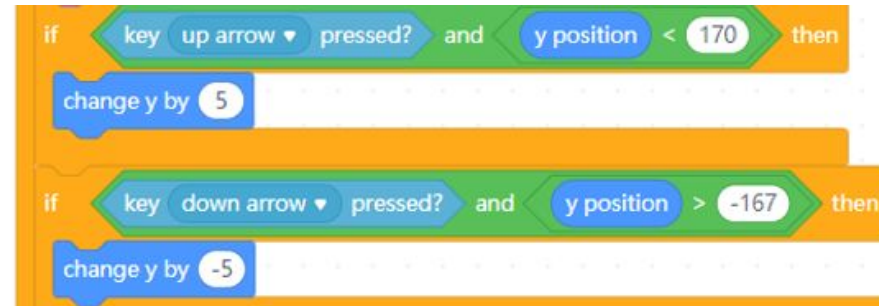 if key up arrow ▾ pressed? and y position < 170 then
change y by 5
if key down arrow ▾ pressed? and y position > -167 then
change y by -5